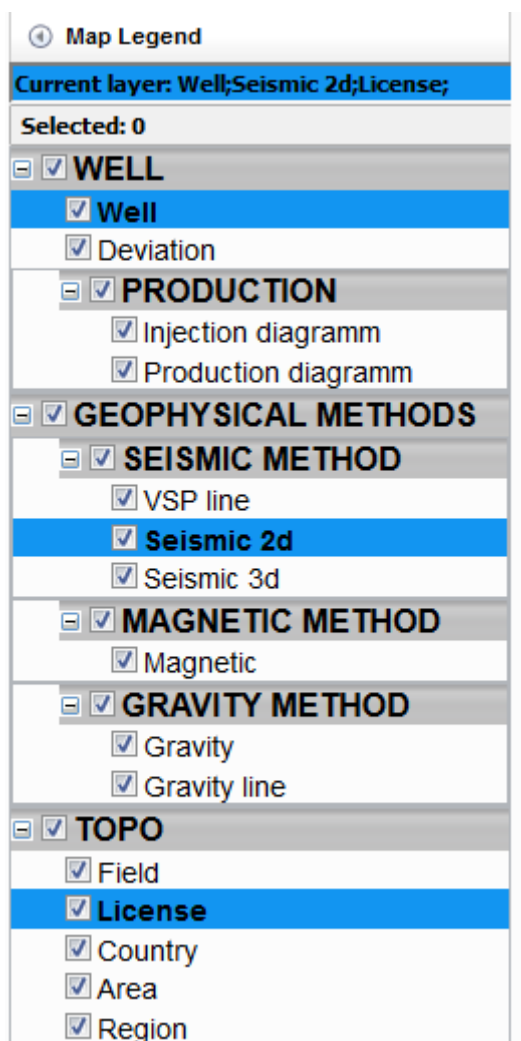 Map Legend
Current layer: Well;Seismic 2d;License;
Selected: 0
WELL
Well
Deviation
PRODUCTION
Injection diagramm
Production diagramm
GEOPHYSICAL METHODS
SEISMIC METHOD
VSP line
Seismic 2d
Seismic 3d
MAGNETIC METHOD
Magnetic
GRAVITY METHOD
Gravity
Gravity line
TOPO
Field
License
Country
Area
Region